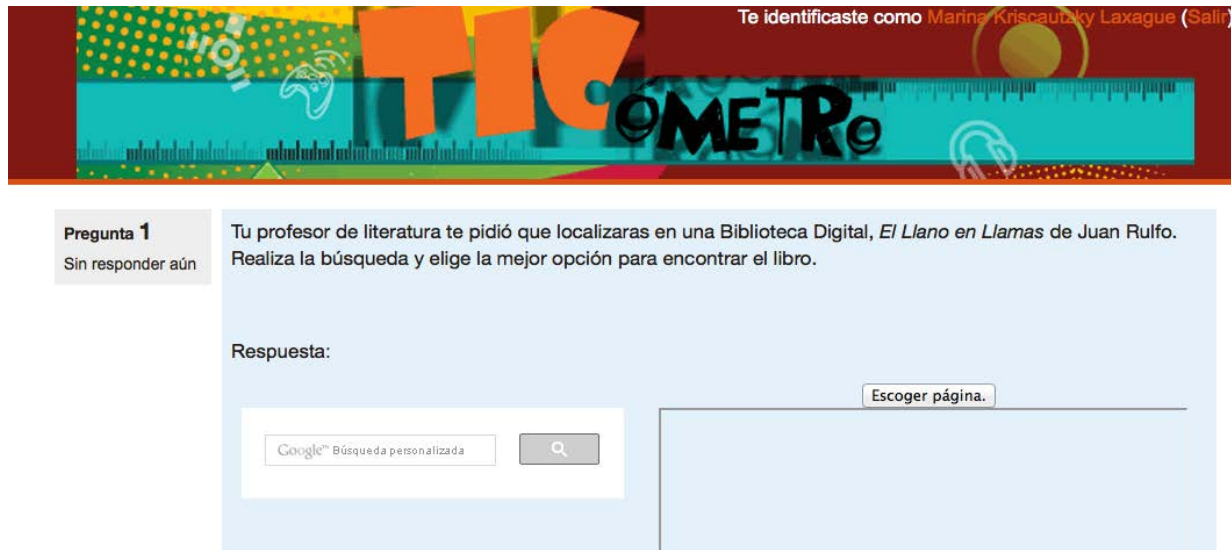 Te identificaste como Marina Kriscautzky Laxague (Salir)
TICÓMETRO
Pregunta 1
Sin responder aún
Tu profesor de literatura te pidió que localizaras en una Biblioteca Digital, El Llano en Llamas de Juan Rulfo.
Realiza la búsqueda y elige la mejor opción para encontrar el libro.
Respuesta:
Escoger página.
Google™ Búsqueda personalizada